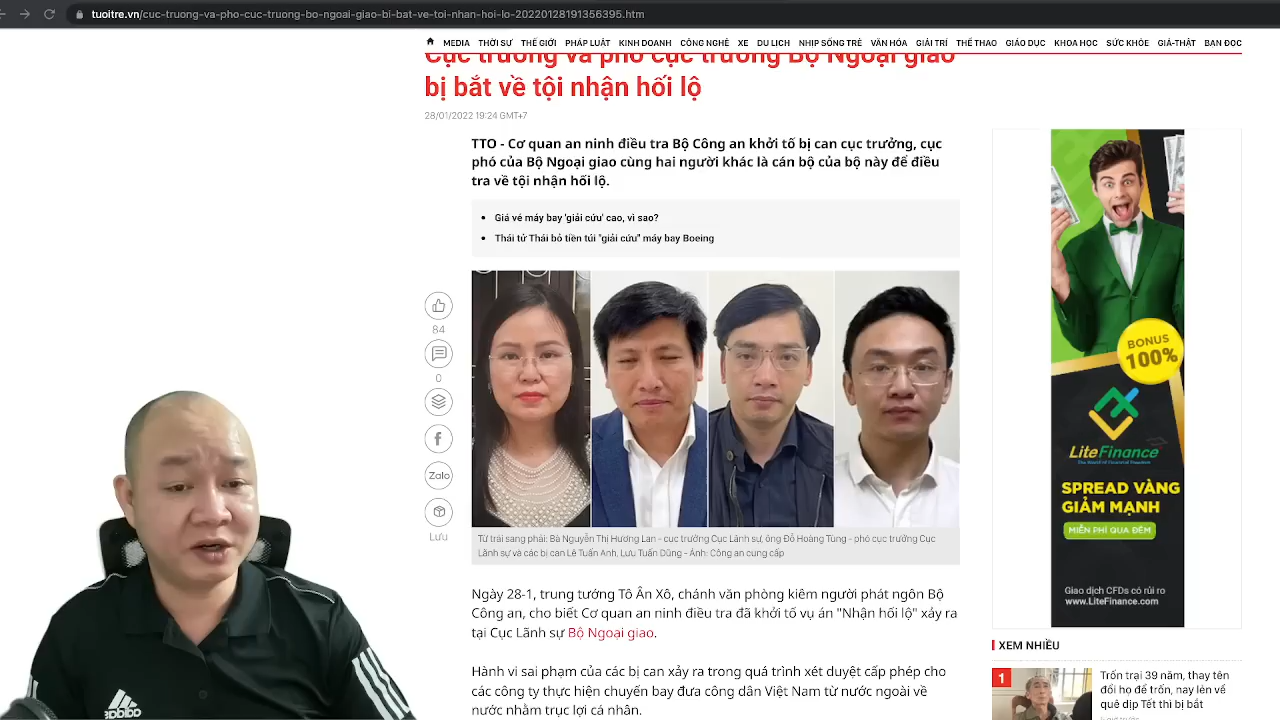 tuoitre.vn/cuc-truong-va-pho-cuc-truong-bo-ngoai-giao-bi-bat-ve-toi-nhan-hoi-lo-20220128191356395.htm
MEDIA THỜI SỰ THẾ GIỚI PHÁP LUẬT KINH DOANH CÔNG NGHỆ XE DU LỊCH NHỊP SỐNG TRẺ VĂN HÓA GIẢI TRÍ THỂ THAO GIÁO DỤC KHOA HỌC SỨC KHỎE GIẢ-THẬT BẠN ĐỌC
Cục trưởng và phó cục trưởng Bộ Ngoại giao
bị bắt về tội nhận hối lộ
28/01/2022 19:24 GMT+7
TTO - Cơ quan an ninh điều tra Bộ Công an khởi tố bị can cục trưởng, cục
phó của Bộ Ngoại giao cùng hai người khác là cán bộ của bộ này để điều
tra về tội nhận hối lộ.
Giá vé máy bay 'giải cứu' cao, vì sao?
Thái tử Thái bỏ tiền túi "giải cứu" máy bay Boeing
84
0
Zalo
Lưu
Từ trái sang phải: Bà Nguyễn Thị Hương Lan - cục trưởng Cục Lãnh sự, ông Đỗ Hoàng Tùng - phó cục trưởng Cục
Lãnh sự và các bị can Lê Tuấn Anh, Lưu Tuấn Dũng - Ảnh: Công an cung cấp
Ngày 28-1, trung tướng Tô Ân Xô, chánh văn phòng kiêm người phát ngôn Bộ
Công an, cho biết Cơ quan an ninh điều tra đã khởi tố vụ án "Nhận hối lộ" xảy ra
tại Cục Lãnh sự Bộ Ngoại giao.
Hành vi sai phạm của các bị can xảy ra trong quá trình xét duyệt cấp phép cho
các công ty thực hiện chuyến bay đưa công dân Việt Nam từ nước ngoài về
nước nhằm trục lợi cá nhân.
BONUS
100%
LiteFinance
SPREAD VÀNG
GIẢM MẠNH
MIỄN PHÍ QUA ĐÊM
Giao dịch CFDs có rủi ro
www.LiteFinance.com
XEM NHIỀU
1
Trốn trại 39 năm, thay tên
đổi họ để trốn, nay lén về
quê dịp Tết thì bị bắt
adidas